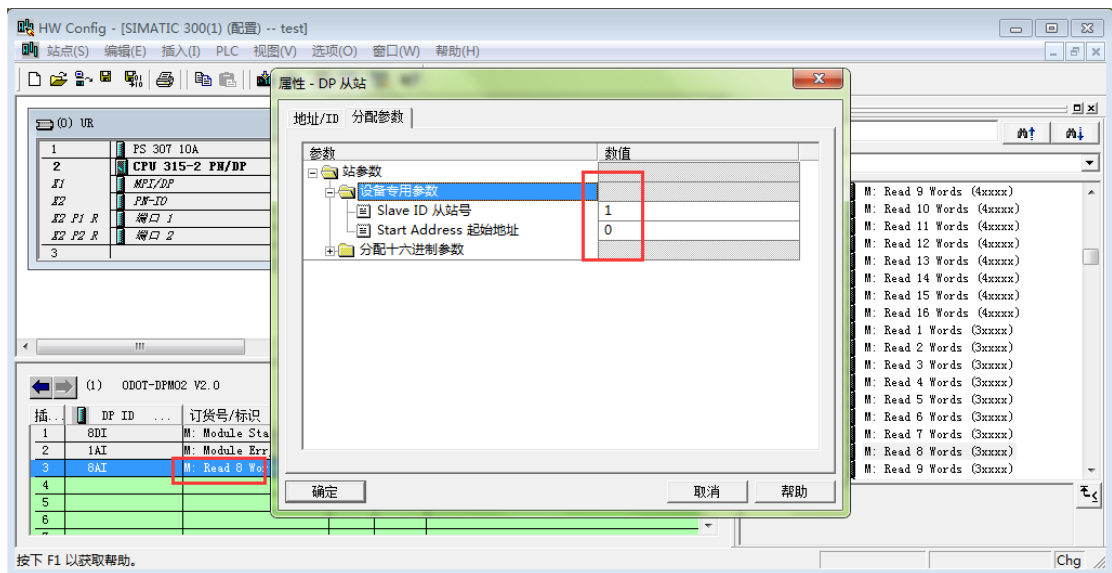 HW Config - [SIMATIC 300(1) (配置) -- test]
站点(S) 编辑(E) 插入(I) PLC 视图(V) 选项(O) 窗口(W) 帮助(H)
(0) UR
1 PS 307 10A
2 CPU 315-2 PN/DP
X1 MPI/DP
X2 PN-IO
X2 P1 R 端口 1
X2 P2 R 端口 2
3
属性 - DP 从站
地址/ID 分配参数
参数 数值
站参数
设备专用参数
Slave ID 从站号 1
Start Address 起始地址 0
分配十六进制参数
确定 取消 帮助
M: Read 9 Words (4xxxx)
M: Read 10 Words (4xxxx)
M: Read 11 Words (4xxxx)
M: Read 12 Words (4xxxx)
M: Read 13 Words (4xxxx)
M: Read 14 Words (4xxxx)
M: Read 15 Words (4xxxx)
M: Read 16 Words (4xxxx)
M: Read 1 Words (3xxxx)
M: Read 2 Words (3xxxx)
M: Read 3 Words (3xxxx)
M: Read 4 Words (3xxxx)
M: Read 5 Words (3xxxx)
M: Read 6 Words (3xxxx)
M: Read 7 Words (3xxxx)
M: Read 8 Words (3xxxx)
M: Read 9 Words (3xxxx)
(1) ODOT-DPM02 V2.0
插... DP ID ... 订货号/标识
1 8DI M: Module Sta
2 1AI M: Module Err
3 8AI M: Read 8 Wo
4
5
6
按下 F1 以获取帮助。
Chg